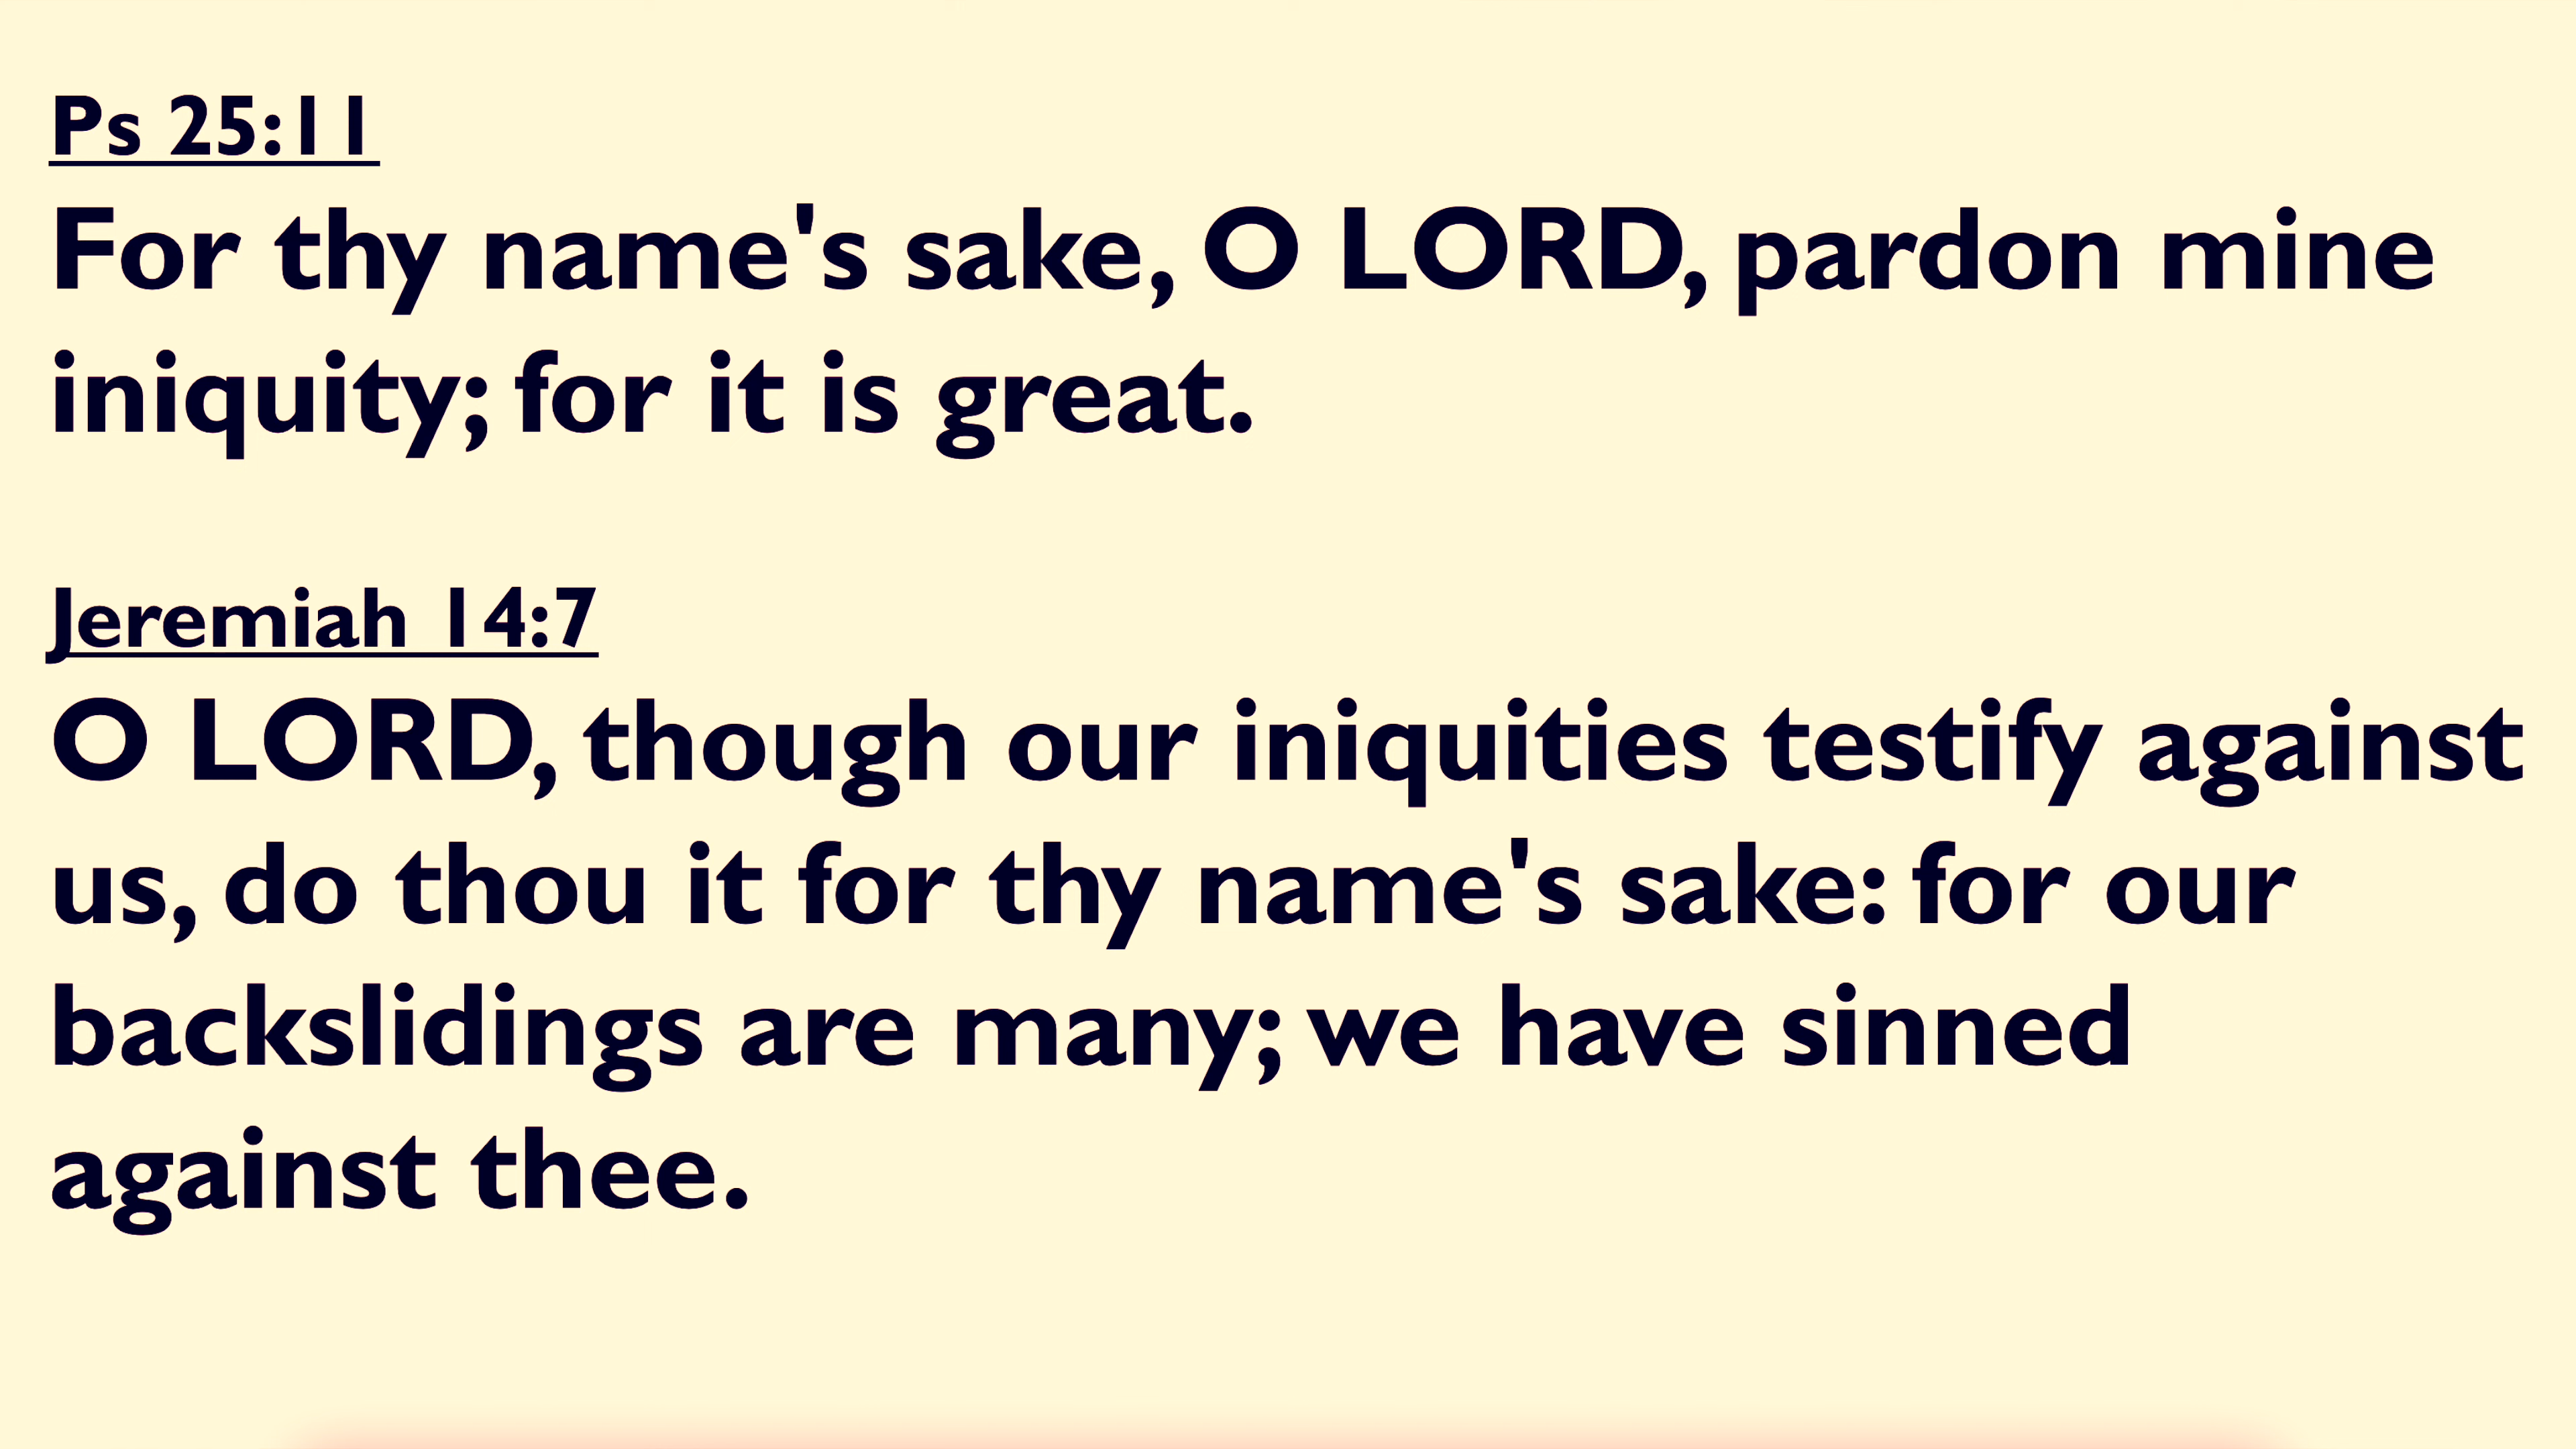 Ps 25:11
For thy name's sake, O LORD, pardon mine
iniquity; for it is great.
Jeremiah 14:7
O LORD, though our iniquities testify against
us, do thou it for thy name's sake: for our
backslidings are many; we have sinned
against thee.